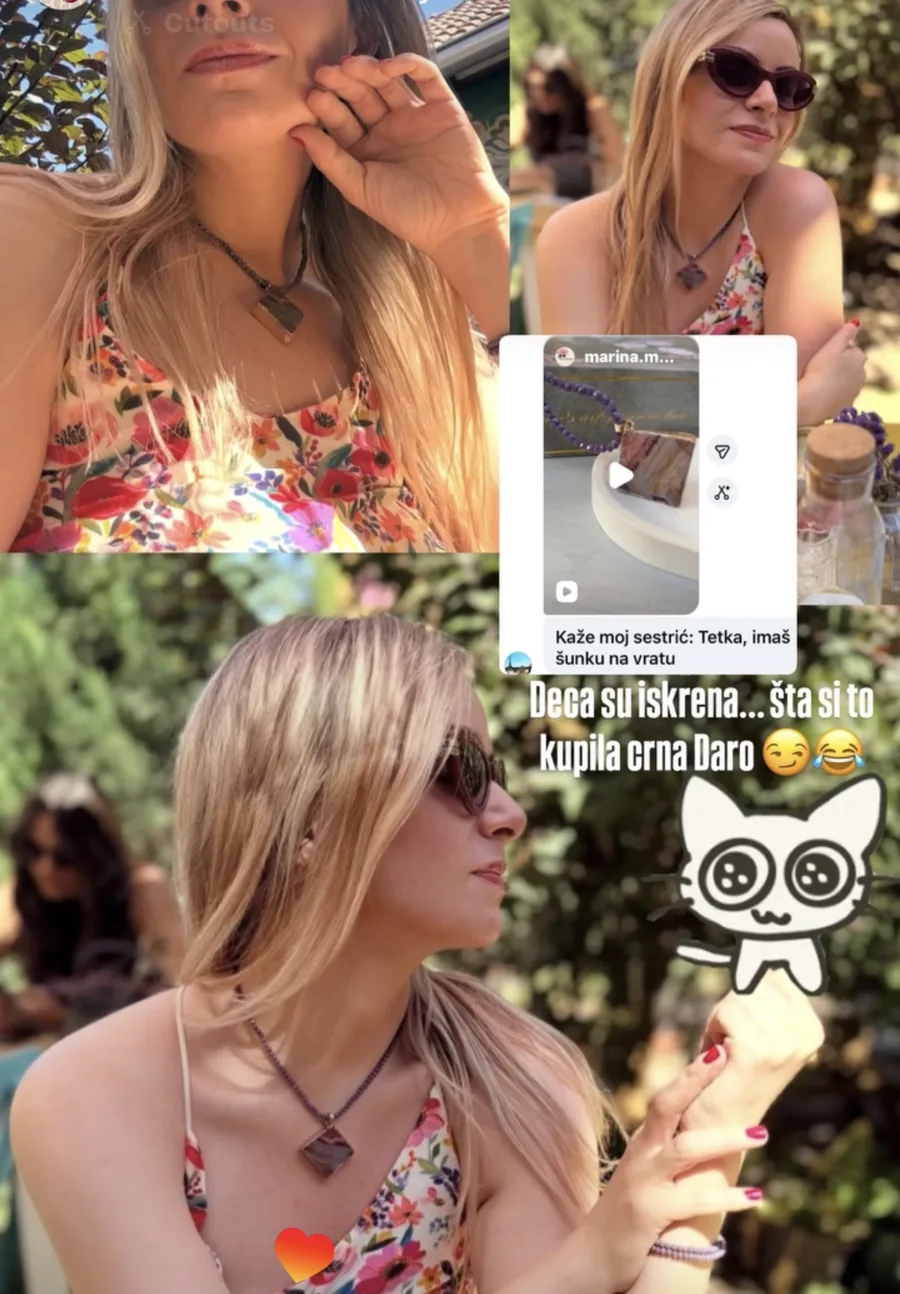 Cutouts
marina.m...
Kaže moj sestrić: Tetka, imaš
šunku na vratu
Deca su iskrena... šta si to
kupila crna Daro 😏😂